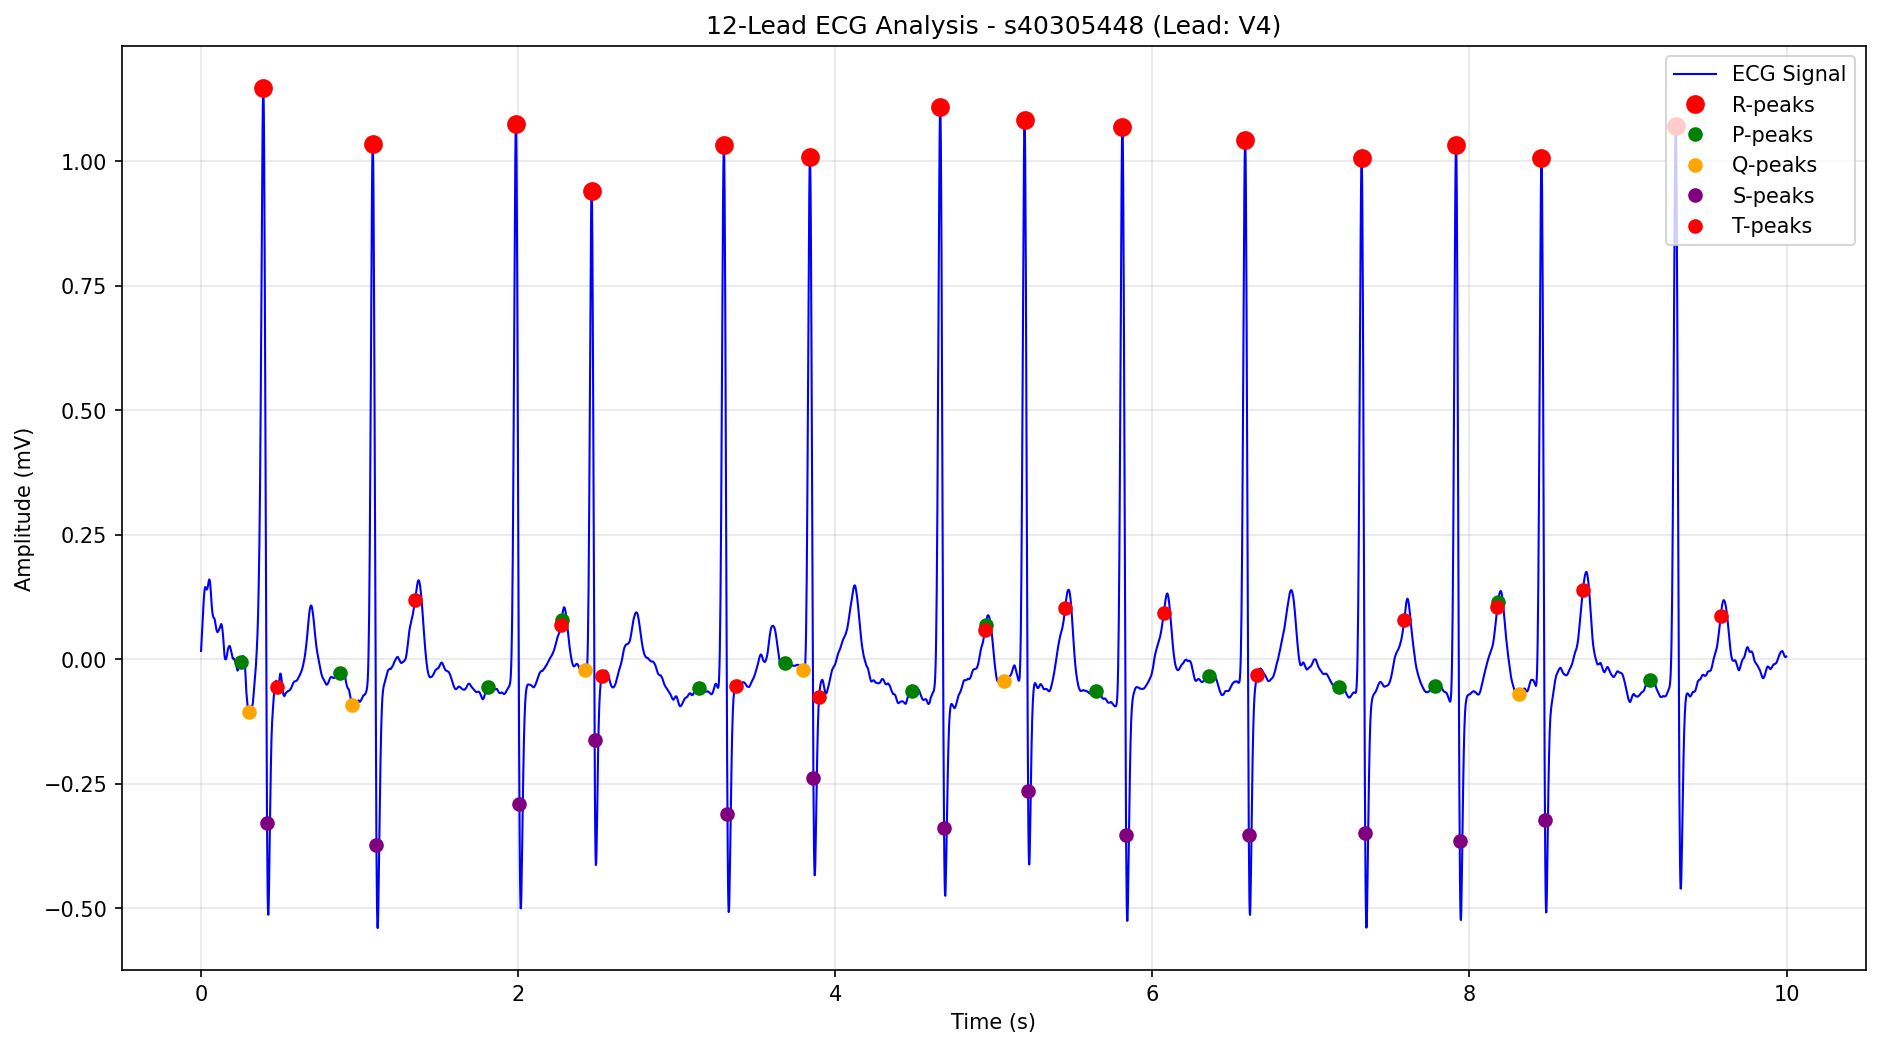 12-Lead ECG Analysis - s40305448 (Lead: V4)
ECG Signal
R-peaks
P-peaks
Q-peaks
S-peaks
T-peaks
1.00
0.75
0.50
0.25
0.00
−0.25
−0.50
Amplitude (mV)
0 2 4 6 8 10
Time (s)